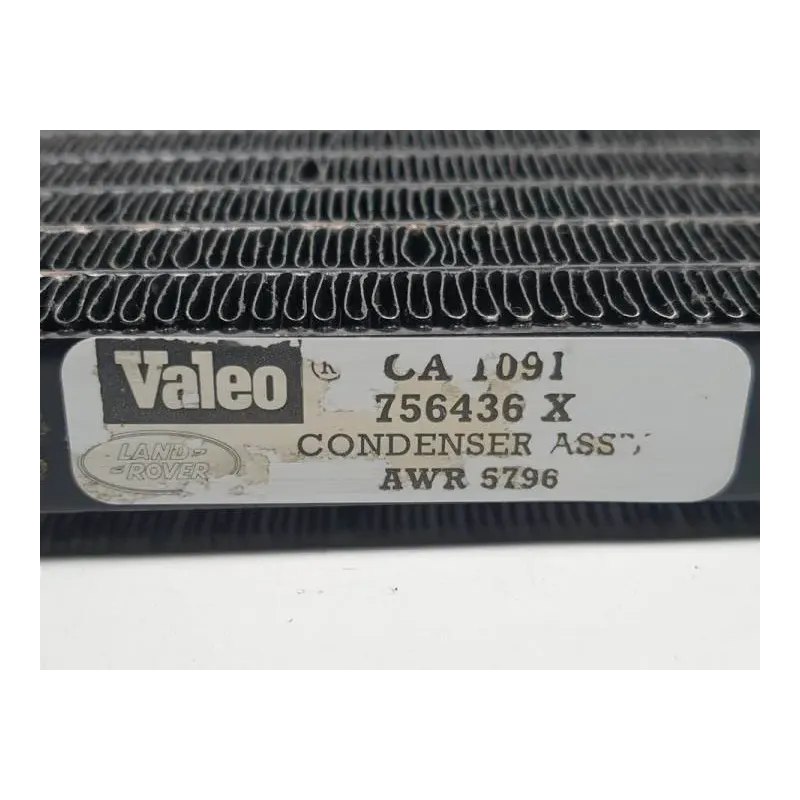 Valeo ® CA 1091
756436 X
CONDENSER ASSY
LAND-
-ROVER
AWR 5796